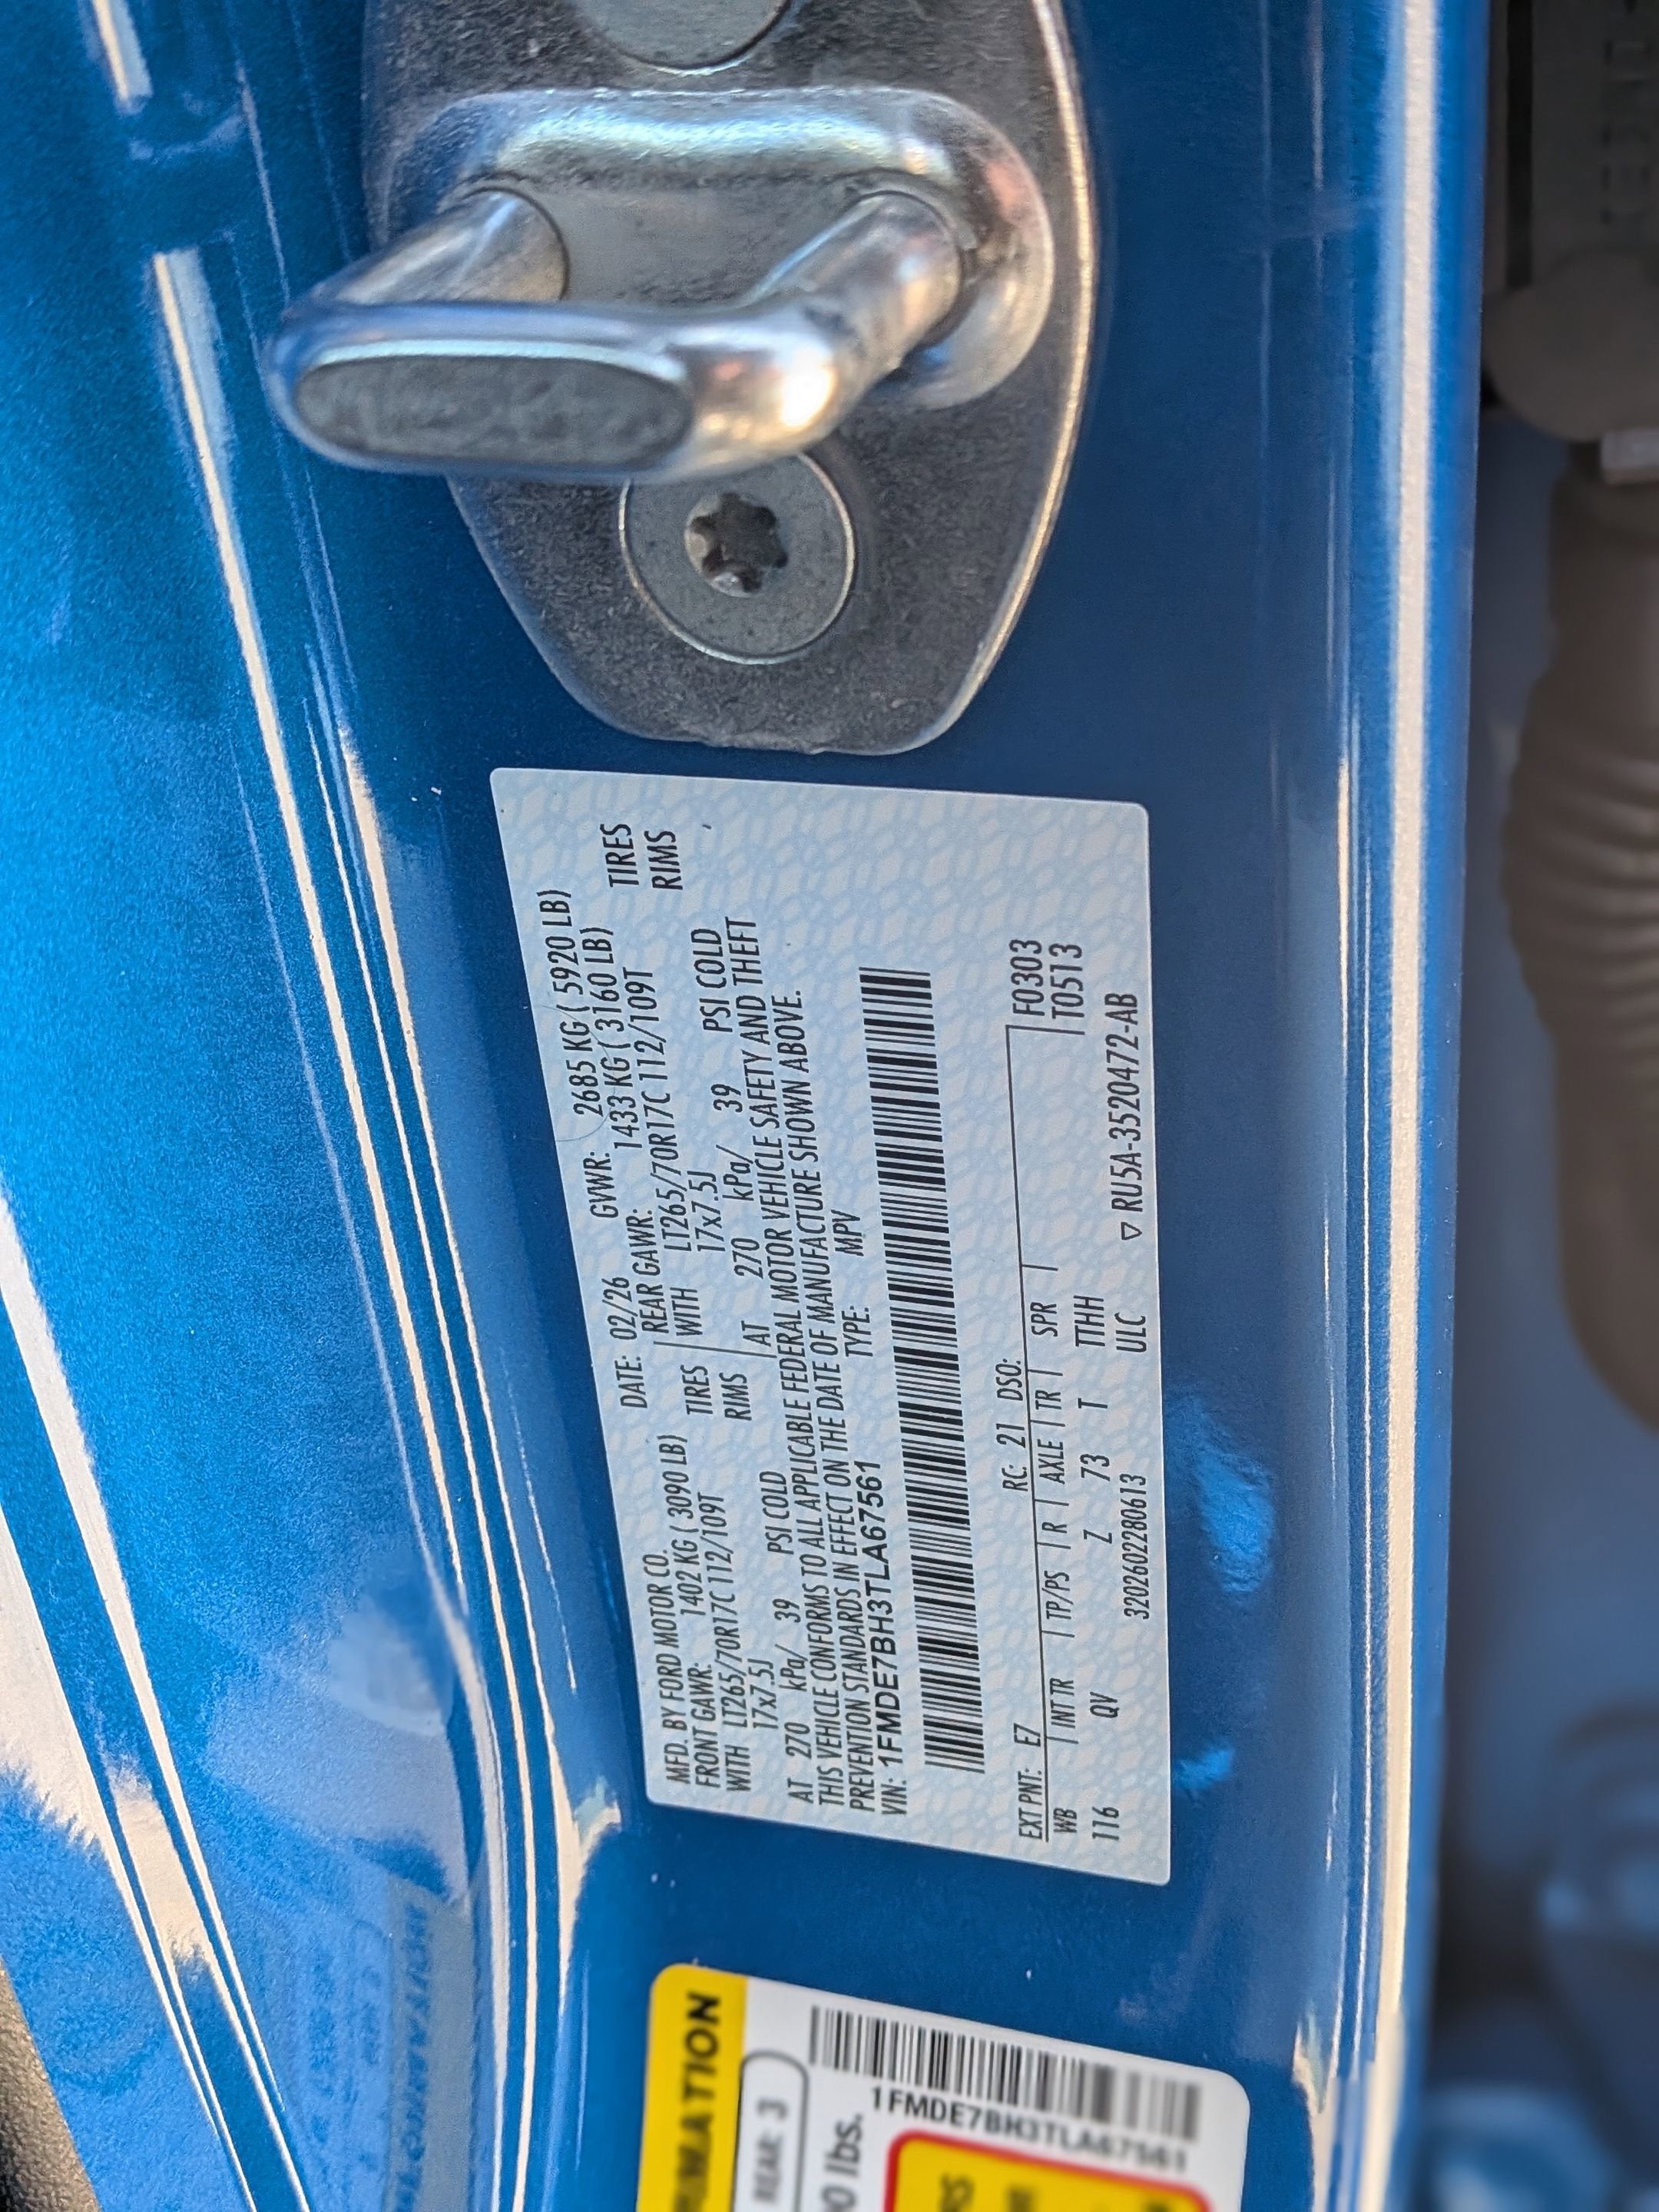 MFD. BY FORD MOTOR CO. DATE: 02/26 GVWR: 2685 KG ( 5920 LB)
FRONT GAWR: 1402 KG ( 3090 LB) REAR GAWR: 1433 KG ( 3160 LB)
WITH LT265/70R17C 112/109T TIRES WITH LT265/70R17C 112/109T TIRES
17x7.5J RIMS 17x7.5J RIMS
AT 270 kPa/ 39 PSI COLD AT 270 kPa/ 39 PSI COLD
THIS VEHICLE CONFORMS TO ALL APPLICABLE FEDERAL MOTOR VEHICLE SAFETY AND THEFT
PREVENTION STANDARDS IN EFFECT ON THE DATE OF MANUFACTURE SHOWN ABOVE.
VIN: 1FMDE7BH3TLA67561 TYPE: MPV
EXT PNT: E7 RC: 21 DSO: F0303
WB INT TR TP/PS R AXLE TR SPR T0513
116 QV Z 73 T TTHH
3202602280613 ULC ▽ RU5A-3520472-AB
REAR: 3
lbs.
1FMDE7BH3TLA67561